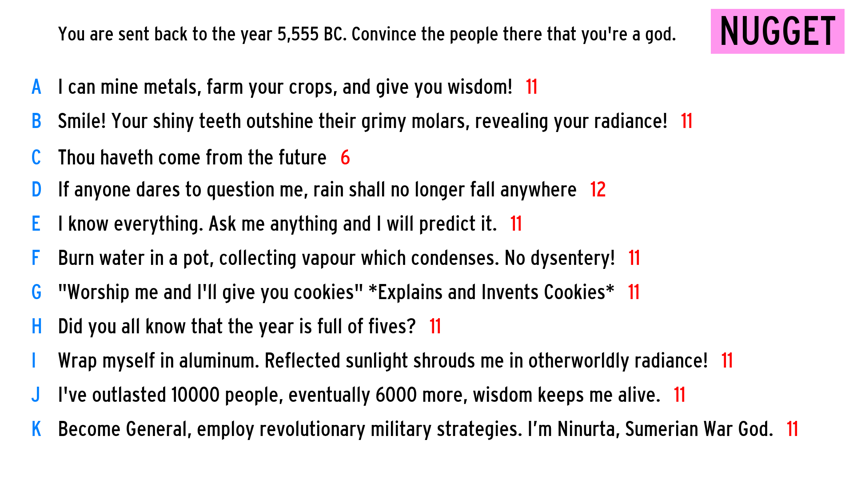 You are sent back to the year 5,555 BC. Convince the people there that you're a god.
NUGGET
A I can mine metals, farm your crops, and give you wisdom! 11
B Smile! Your shiny teeth outshine their grimy molars, revealing your radiance! 11
C Thou haveth come from the future 6
D If anyone dares to question me, rain shall no longer fall anywhere 12
E I know everything. Ask me anything and I will predict it. 11
F Burn water in a pot, collecting vapour which condenses. No dysentery! 11
G "Worship me and I'll give you cookies" *Explains and Invents Cookies* 11
H Did you all know that the year is full of fives? 11
I Wrap myself in aluminum. Reflected sunlight shrouds me in otherworldly radiance! 11
J I've outlasted 10000 people, eventually 6000 more, wisdom keeps me alive. 11
K Become General, employ revolutionary military strategies. I’m Ninurta, Sumerian War God. 11